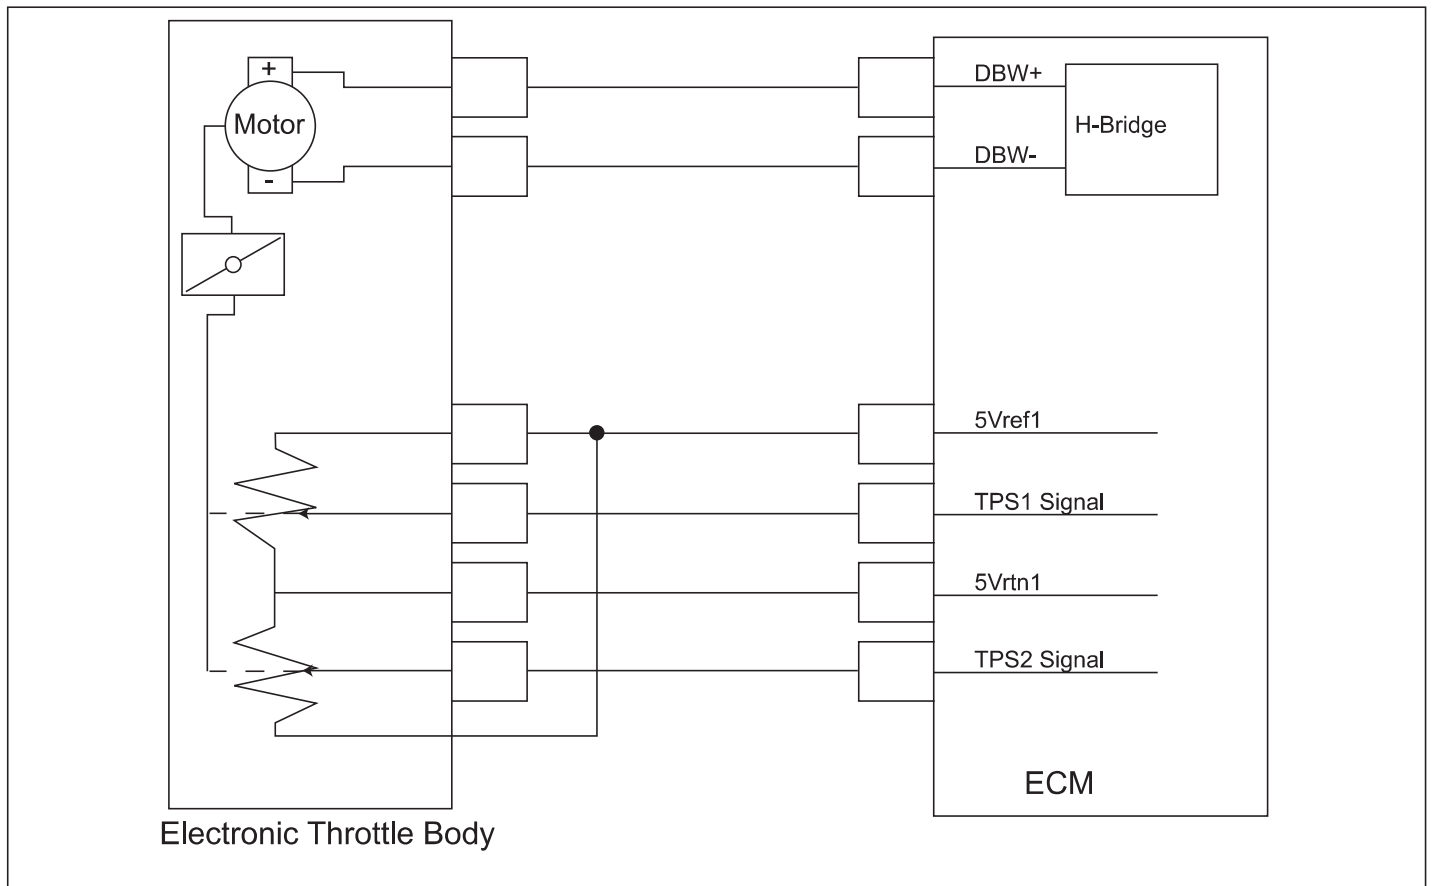 +
Motor
-
DBW+
H-Bridge
DBW-
5Vref1
TPS1 Signal
5Vrtn1
TPS2 Signal
ECM
Electronic Throttle Body